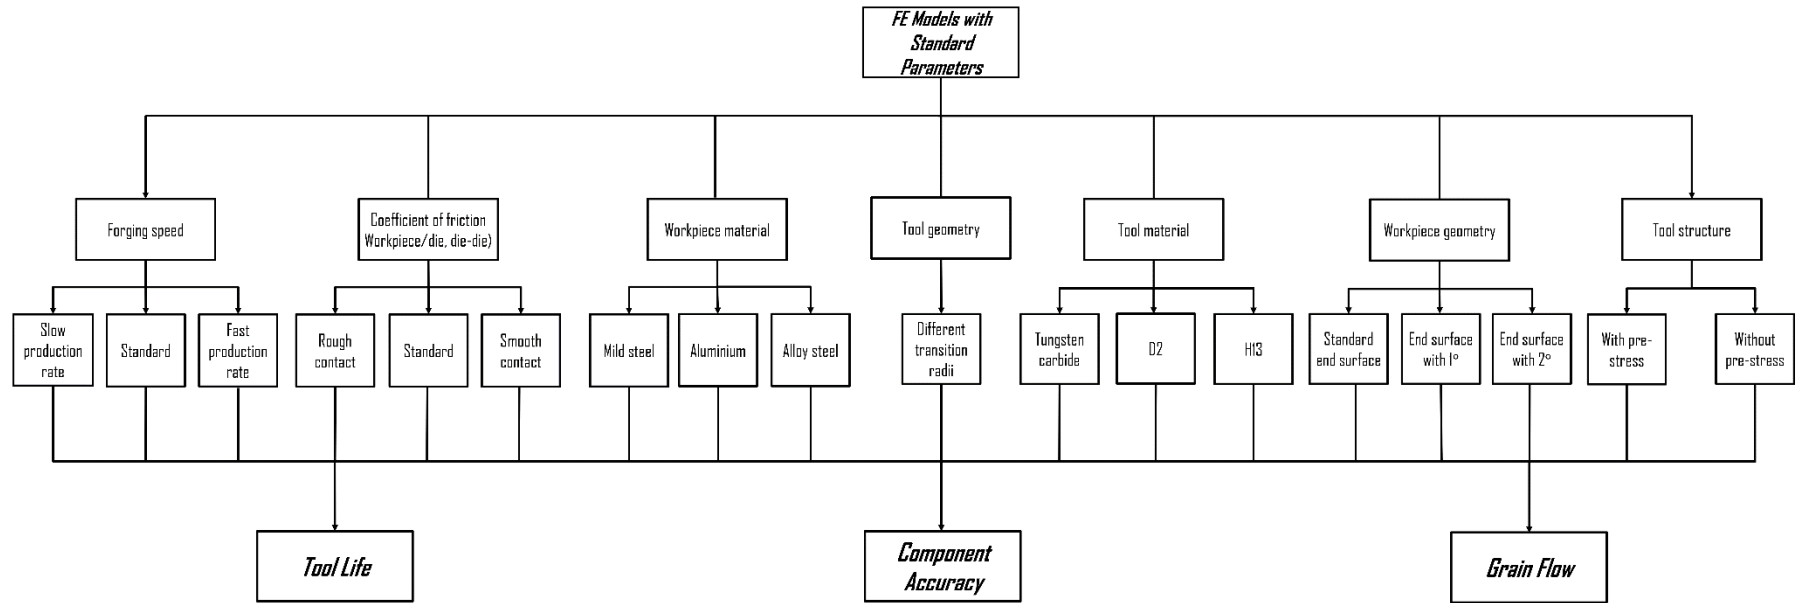 FE Models with
Standard
Parameters
Forging speed
Coefficient of friction
Workpiece/die, die-die)
Workpiece material
Tool geometry
Tool material
Workpiece geometry
Tool structure
Slow
production
rate
Standard
Fast
production
rate
Rough
contact
Standard
Smooth
contact
Mild steel
Aluminium
Alloy steel
Different
transition
radii
Tungsten
carbide
D2
H13
Standard
end surface
End surface
with 1°
End surface
with 2°
With pre-
stress
Without
pre-stress
Tool Life
Component
Accuracy
Grain Flow